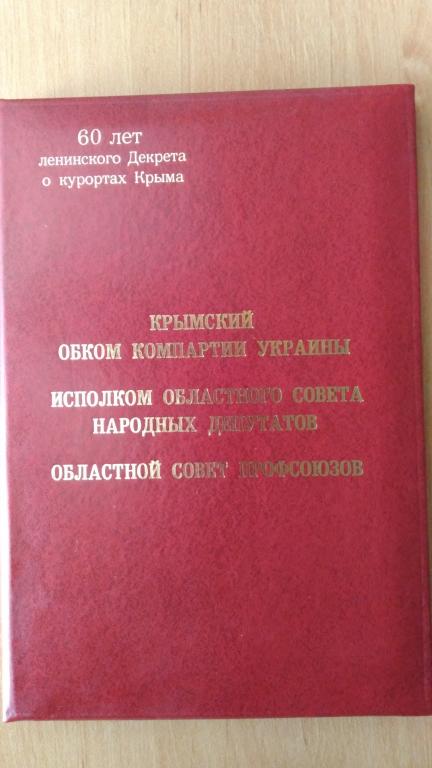 60 лет
ленинского Декрета
о курортах Крыма
КРЫМСКИЙ
ОБКОМ КОМПАРТИИ УКРАИНЫ
ИСПОЛКОМ ОБЛАСТНОГО СОВЕТА
НАРОДНЫХ ДЕПУТАТОВ
ОБЛАСТНОЙ СОВЕТ ПРОФСОЮЗОВ